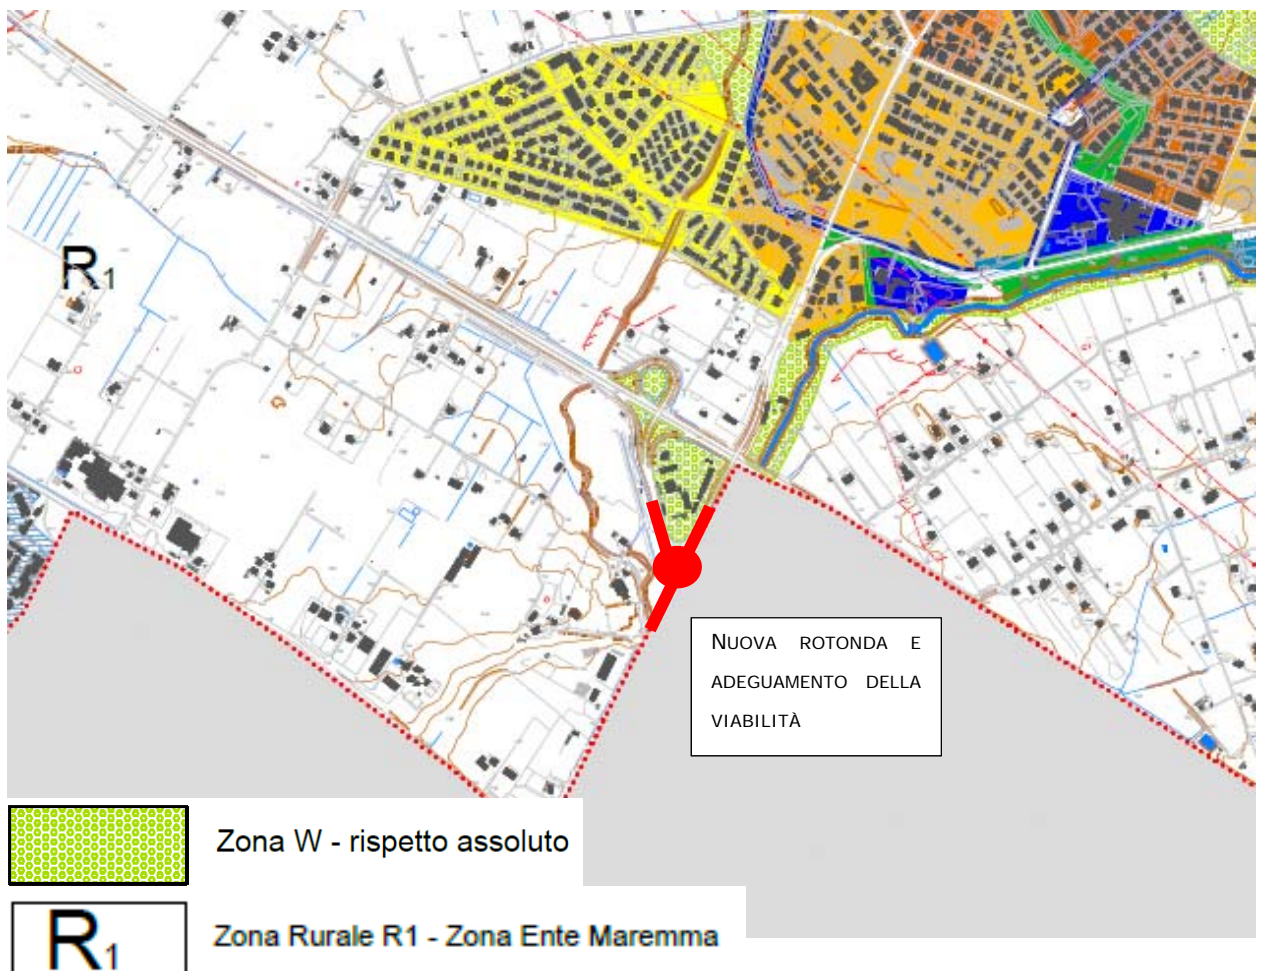 R1
NUOVA ROTONDA E
ADEGUAMENTO DELLA
VIABILITÀ
Zona W - rispetto assoluto
R1
Zona Rurale R1 - Zona Ente Maremma